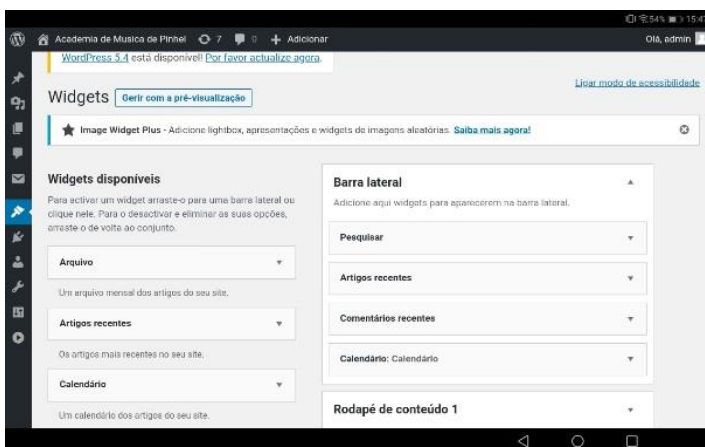 54% 15:47
Academia de Musica de Pinhel 7 0 + Adicionar Olá, admin
WordPress 5.4 está disponível! Por favor actualize agora.
Ligar modo de acessibilidade
Widgets Gerir com a pré-visualização
Image Widget Plus - Adicione lightbox, apresentações e widgets de imagens aleatórias. Saiba mais agora!
Widgets disponíveis
Para activar um widget arraste-o para uma barra lateral ou
clique nele. Para o desactivar e eliminar as suas opções,
arraste-o de volta ao conjunto.
Arquivo
Um arquivo mensal dos artigos do seu site.
Artigos recentes
Os artigos mais recentes no seu site.
Calendário
Um calendário dos artigos do seu site.
Barra lateral
Adicione aqui widgets para aparecerem na barra lateral.
Pesquisar
Artigos recentes
Comentários recentes
Calendário: Calendário
Rodapé de conteúdo 1